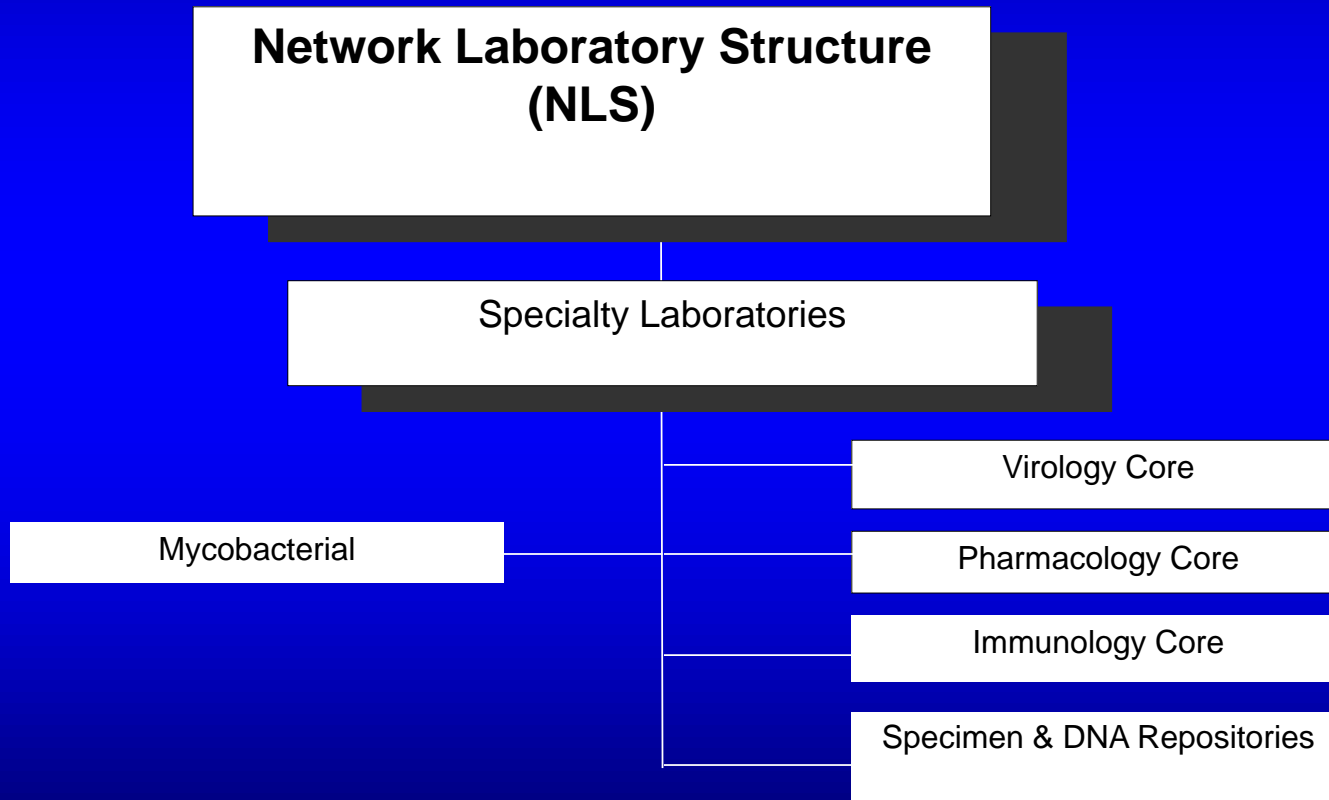 Network Laboratory Structure
(NLS)
Specialty Laboratories
Virology Core
Mycobacterial
Pharmacology Core
Immunology Core
Specimen & DNA Repositories